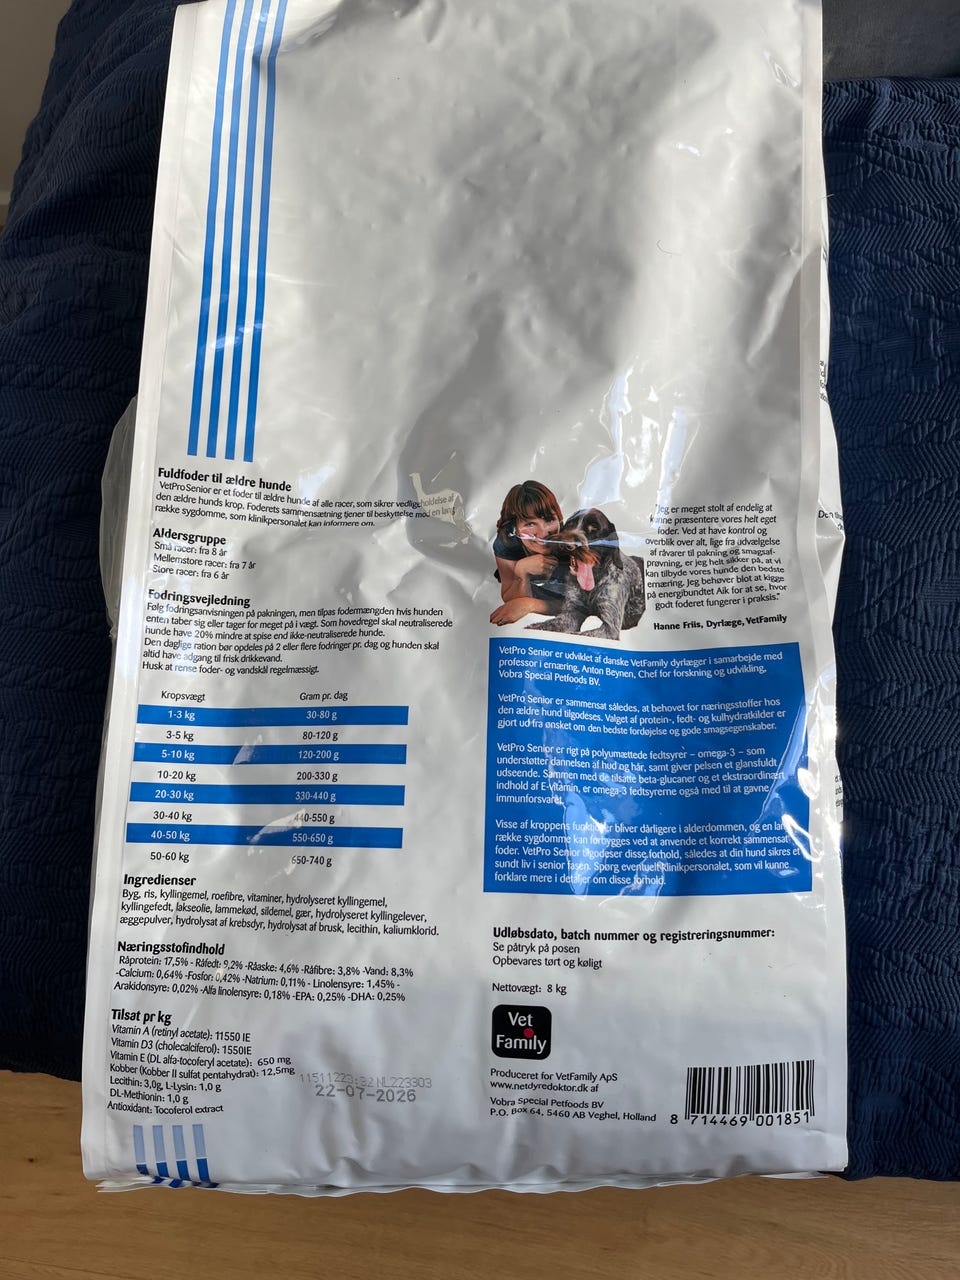 Fuldfoder til ældre hunde
VetPro Senior er et foder til ældre hunde af alle racer, som sikrer vedligeholdelse af
den ældre hunds krop. Foderets sammensætning tjener til beskyttelse mod en lang
række sygdomme, som klinikpersonalet kan informere om.
Aldersgruppe
Små racer: fra 8 år
Mellemstore racer: fra 7 år
Store racer: fra 6 år
Fodringsvejledning
Følg fodringsanvisningen på pakningen, men tilpas fodermængden hvis hunden
enten taber sig eller tager for meget på i vægt. Som hovedregel skal neutraliserede
hunde have 20% mindre at spise end ikke-neutraliserede hunde.
Den daglige ration bør opdeles på 2 eller flere fodringer pr. dag og hunden skal
altid have adgang til frisk drikkevand.
Husk at rense foder- og vandskål regelmæssigt.
Kropsvægt Gram pr. dag
1-3 kg 30-80 g
3-5 kg 80-120 g
5-10 kg 120-200 g
10-20 kg 200-330 g
20-30 kg 330-440 g
30-40 kg 440-550 g
40-50 kg 550-650 g
50-60 kg 650-740 g
Ingredienser
Byg, ris, kyllingemel, roefibre, vitaminer, hydrolyseret kyllingemel,
kyllingefedt, lakseolie, lammekød, sildemel, gær, hydrolyseret kyllingelever,
æggepulver, hydrolysat af krebsdyr, hydrolysat af brusk, lecithin, kaliumklorid.
Næringsstofindhold
Råprotein: 17,5% - Råfedt: 9,2% -Råaske: 4,6% -Råfibre: 3,8% -Vand: 8,3%
-Calcium: 0,64% -Fosfor: 0,42% -Natrium: 0,11% - Linolensyre: 1,45% -
Arakidonsyre: 0,02% -Alfa linolensyre: 0,18% -EPA: 0,25% -DHA: 0,25%
Tilsat pr kg
Vitamin A (retinyl acetate): 11550 IE
Vitamin D3 (cholecalciferol): 1550IE
Vitamin E (DL alfa-tocoferyl acetate): 650 mg
Kobber (Kobber II sulfat pentahydrat): 12,5mg
Lecithin: 3,0g, L-Lysin: 1,0 g
DL-Methionin: 1,0 g
Antioxidant: Tocoferol extract
11511223:32 NL223303
22-07-2026
"Jeg er meget stolt af endelig at
kunne præsentere vores helt eget
foder. Ved at have kontrol og
overblik over alt, lige fra udvælgelse
af råvarer til pakning og smagsaf-
prøvning, er jeg helt sikker på, at vi
kan tilbyde vores hunde den bedste
ernæring. Jeg behøver blot at kigge
på energibundtet Aik for at se, hvor
godt foderet fungerer i praksis."
Hanne Friis, Dyrlæge, VetFamily
VetPro Senior er udviklet af danske VetFamily dyrlæger i samarbejde med
professor i ernæring, Anton Beynen, Chef for forskning og udvikling,
Vobra Special Petfoods BV.
VetPro Senior er sammensat således, at behovet for næringsstoffer hos
den ældre hund tilgodeses. Valget af protein-, fedt- og kulhydratkilder er
gjort ud fra ønsket om den bedste fordøjelse og gode smagsegenskaber.
VetPro Senior er rigt på polyumættede fedtsyrer – omega-3 – som
understøtter dannelsen af hud og hår, samt giver pelsen et glansfuldt
udseende. Sammen med de tilsatte beta-glucaner og et ekstraordinært
indhold af E-vitamin, er omega-3 fedtsyrerne også med til at gavne
immunforsvaret.
Visse af kroppens funktioner bliver dårligere i alderdommen, og en lang
række sygdomme kan forbygges ved at anvende et korrekt sammensat
foder. VetPro Senior tilgodeser disse forhold, således at din hund sikres et
sundt liv i senior fasen. Spørg eventuelt klinikpersonalet, som vil kunne
forklare mere i detaljer om disse forhold.
Udløbsdato, batch nummer og registreringsnummer:
Se påtryk på posen
Opbevares tørt og køligt
Nettovægt: 8 kg
Vet
Family
Produceret for VetFamily ApS
www.netdyredoktor.dk af
Vobra Special Petfoods BV
P.O. Box 64, 5460 AB Veghel, Holland
8 714469 001851